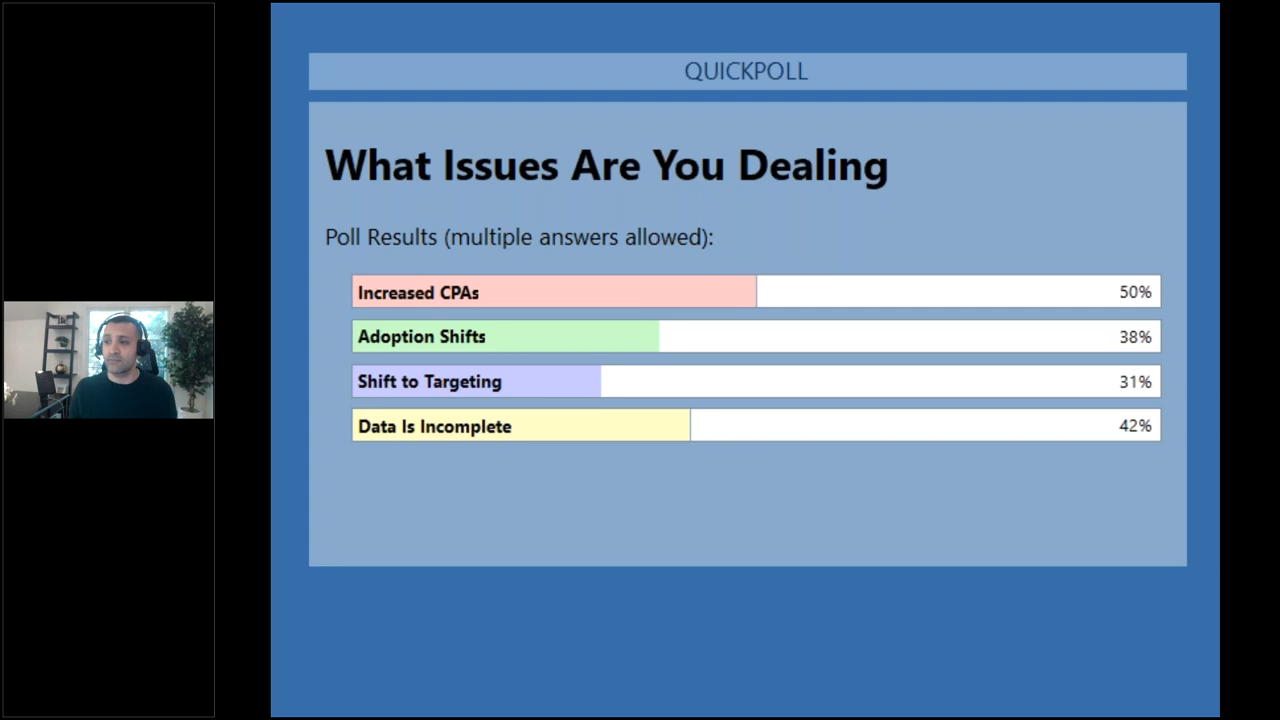 QUICKPOLL
What Issues Are You Dealing
Poll Results (multiple answers allowed):
Increased CPAs 50%
Adoption Shifts 38%
Shift to Targeting 31%
Data Is Incomplete 42%